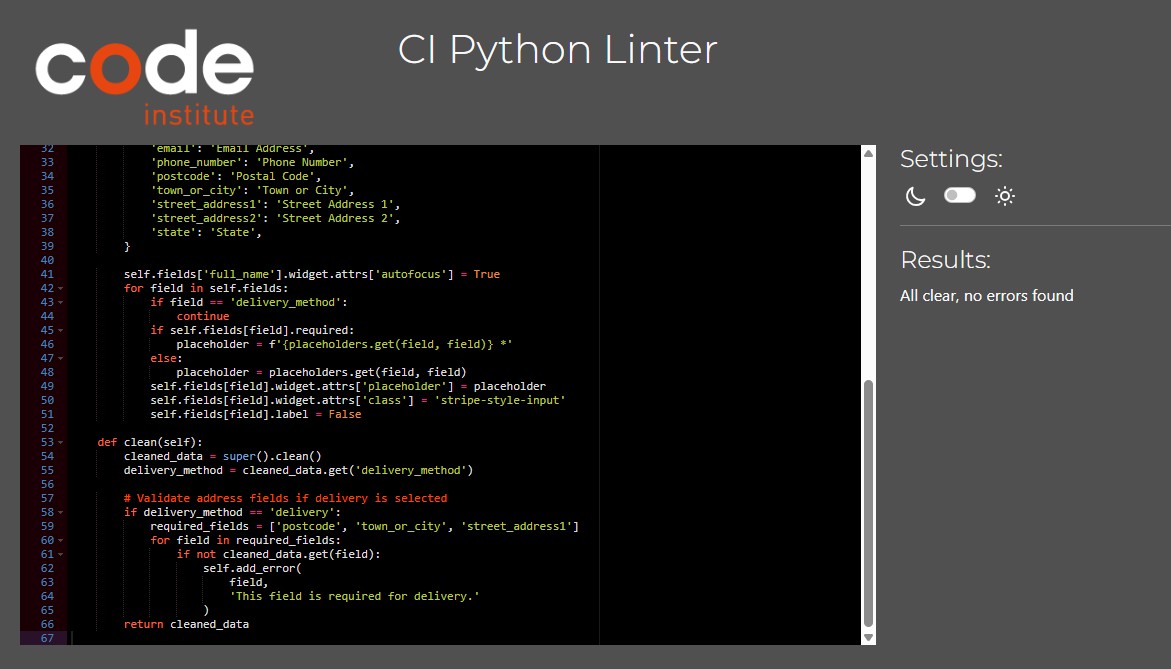 code
institute
CI Python Linter
32 'email': 'Email Address',
33 'phone_number': 'Phone Number',
34 'postcode': 'Postal Code',
35 'town_or_city': 'Town or City',
36 'street_address1': 'Street Address 1',
37 'street_address2': 'Street Address 2',
38 'state': 'State',
39 }
40
41 self.fields['full_name'].widget.attrs['autofocus'] = True
42 for field in self.fields:
43 if field == 'delivery_method':
44 continue
45 if self.fields[field].required:
46 placeholder = f'{placeholders.get(field, field)} *'
47 else:
48 placeholder = placeholders.get(field, field)
49 self.fields[field].widget.attrs['placeholder'] = placeholder
50 self.fields[field].widget.attrs['class'] = 'stripe-style-input'
51 self.fields[field].label = False
52
53 def clean(self):
54 cleaned_data = super().clean()
55 delivery_method = cleaned_data.get('delivery_method')
56
57 # Validate address fields if delivery is selected
58 if delivery_method == 'delivery':
59 required_fields = ['postcode', 'town_or_city', 'street_address1']
60 for field in required_fields:
61 if not cleaned_data.get(field):
62 self.add_error(
63 field,
64 'This field is required for delivery.'
65 )
66 return cleaned_data
67
Settings:
Results:
All clear, no errors found